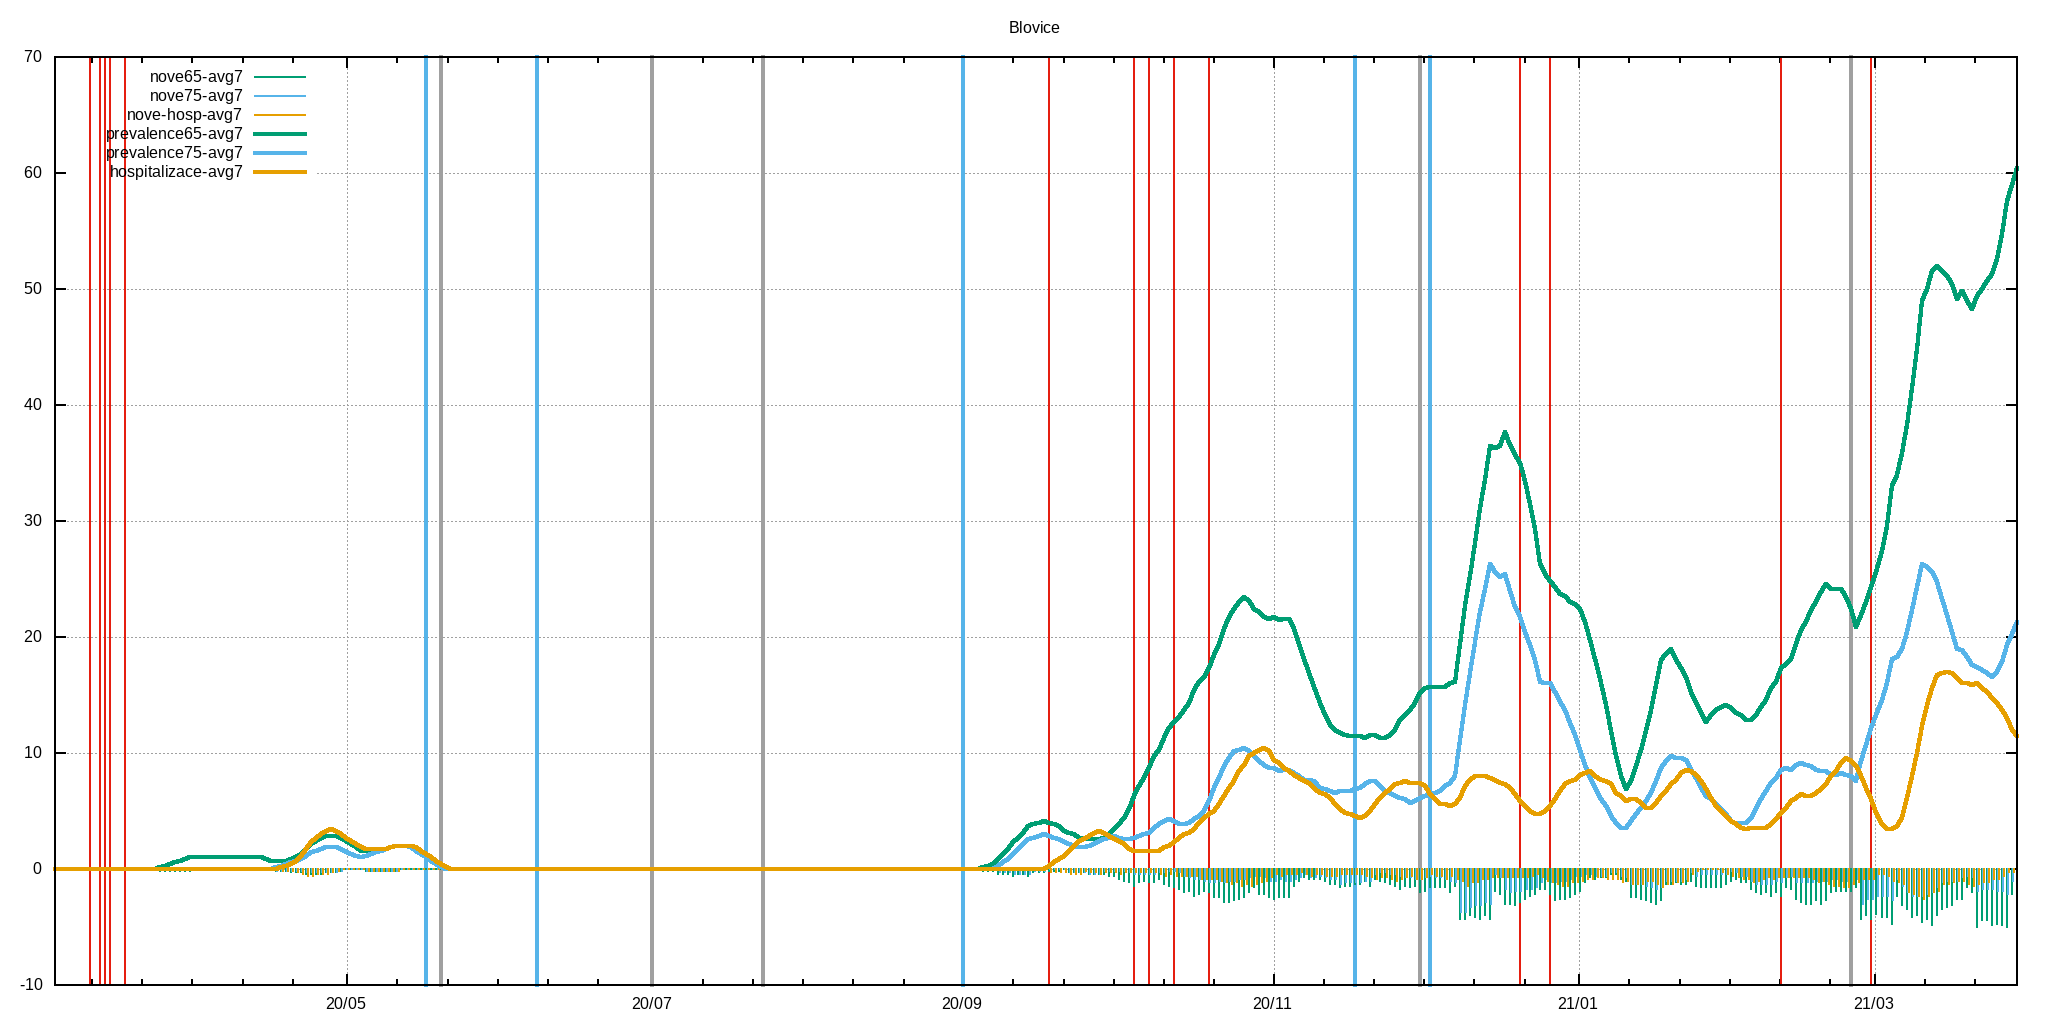 Blovice
70
60
50
40
30
20
10
0
-10
nove65-avg7
nove75-avg7
nove-hosp-avg7
prevalence65-avg7
prevalence75-avg7
hospitalizace-avg7
20/05 20/07 20/09 20/11 21/01 21/03